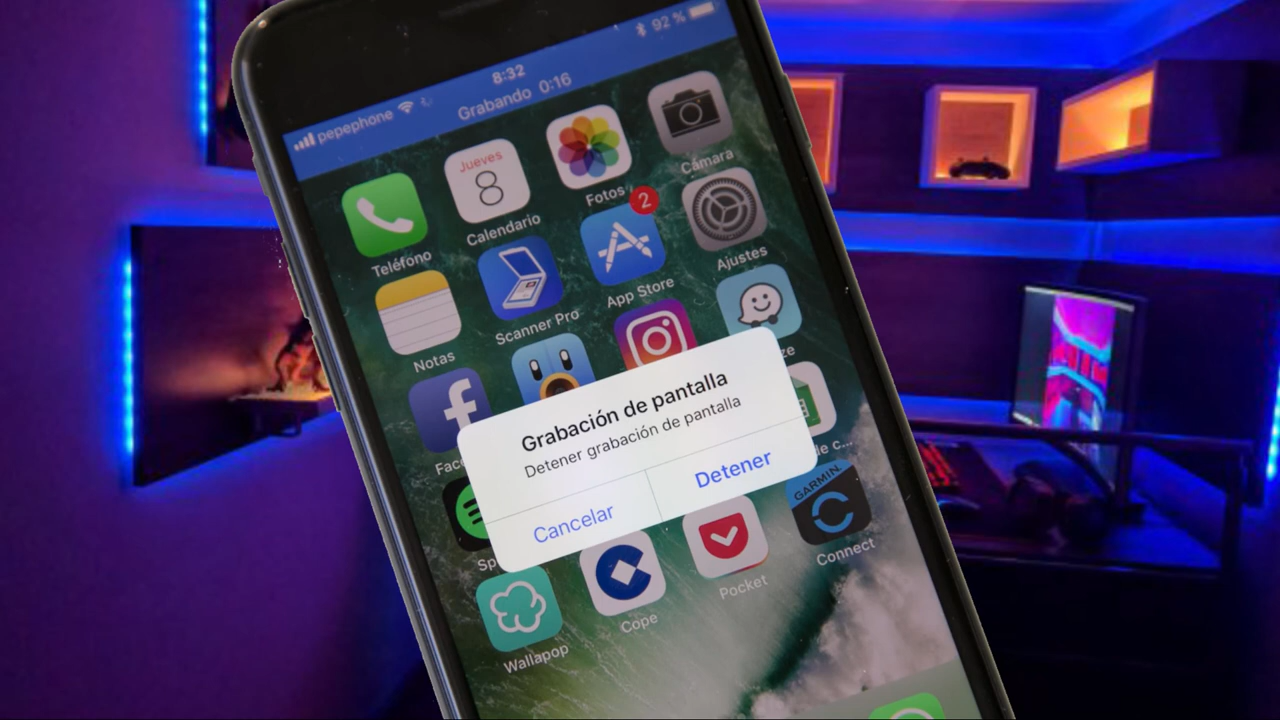 pepephone
8:32
92 %
Grabando 0:16
Teléfono
Jueves
8
Calendario
Fotos
Cámara
Notas
Scanner Pro
2
App Store
Ajustes
Grabación de pantalla
Detener grabación de pantalla
Cancelar
Detener
GARMIN
Wallapop
Cope
Pocket
Connect